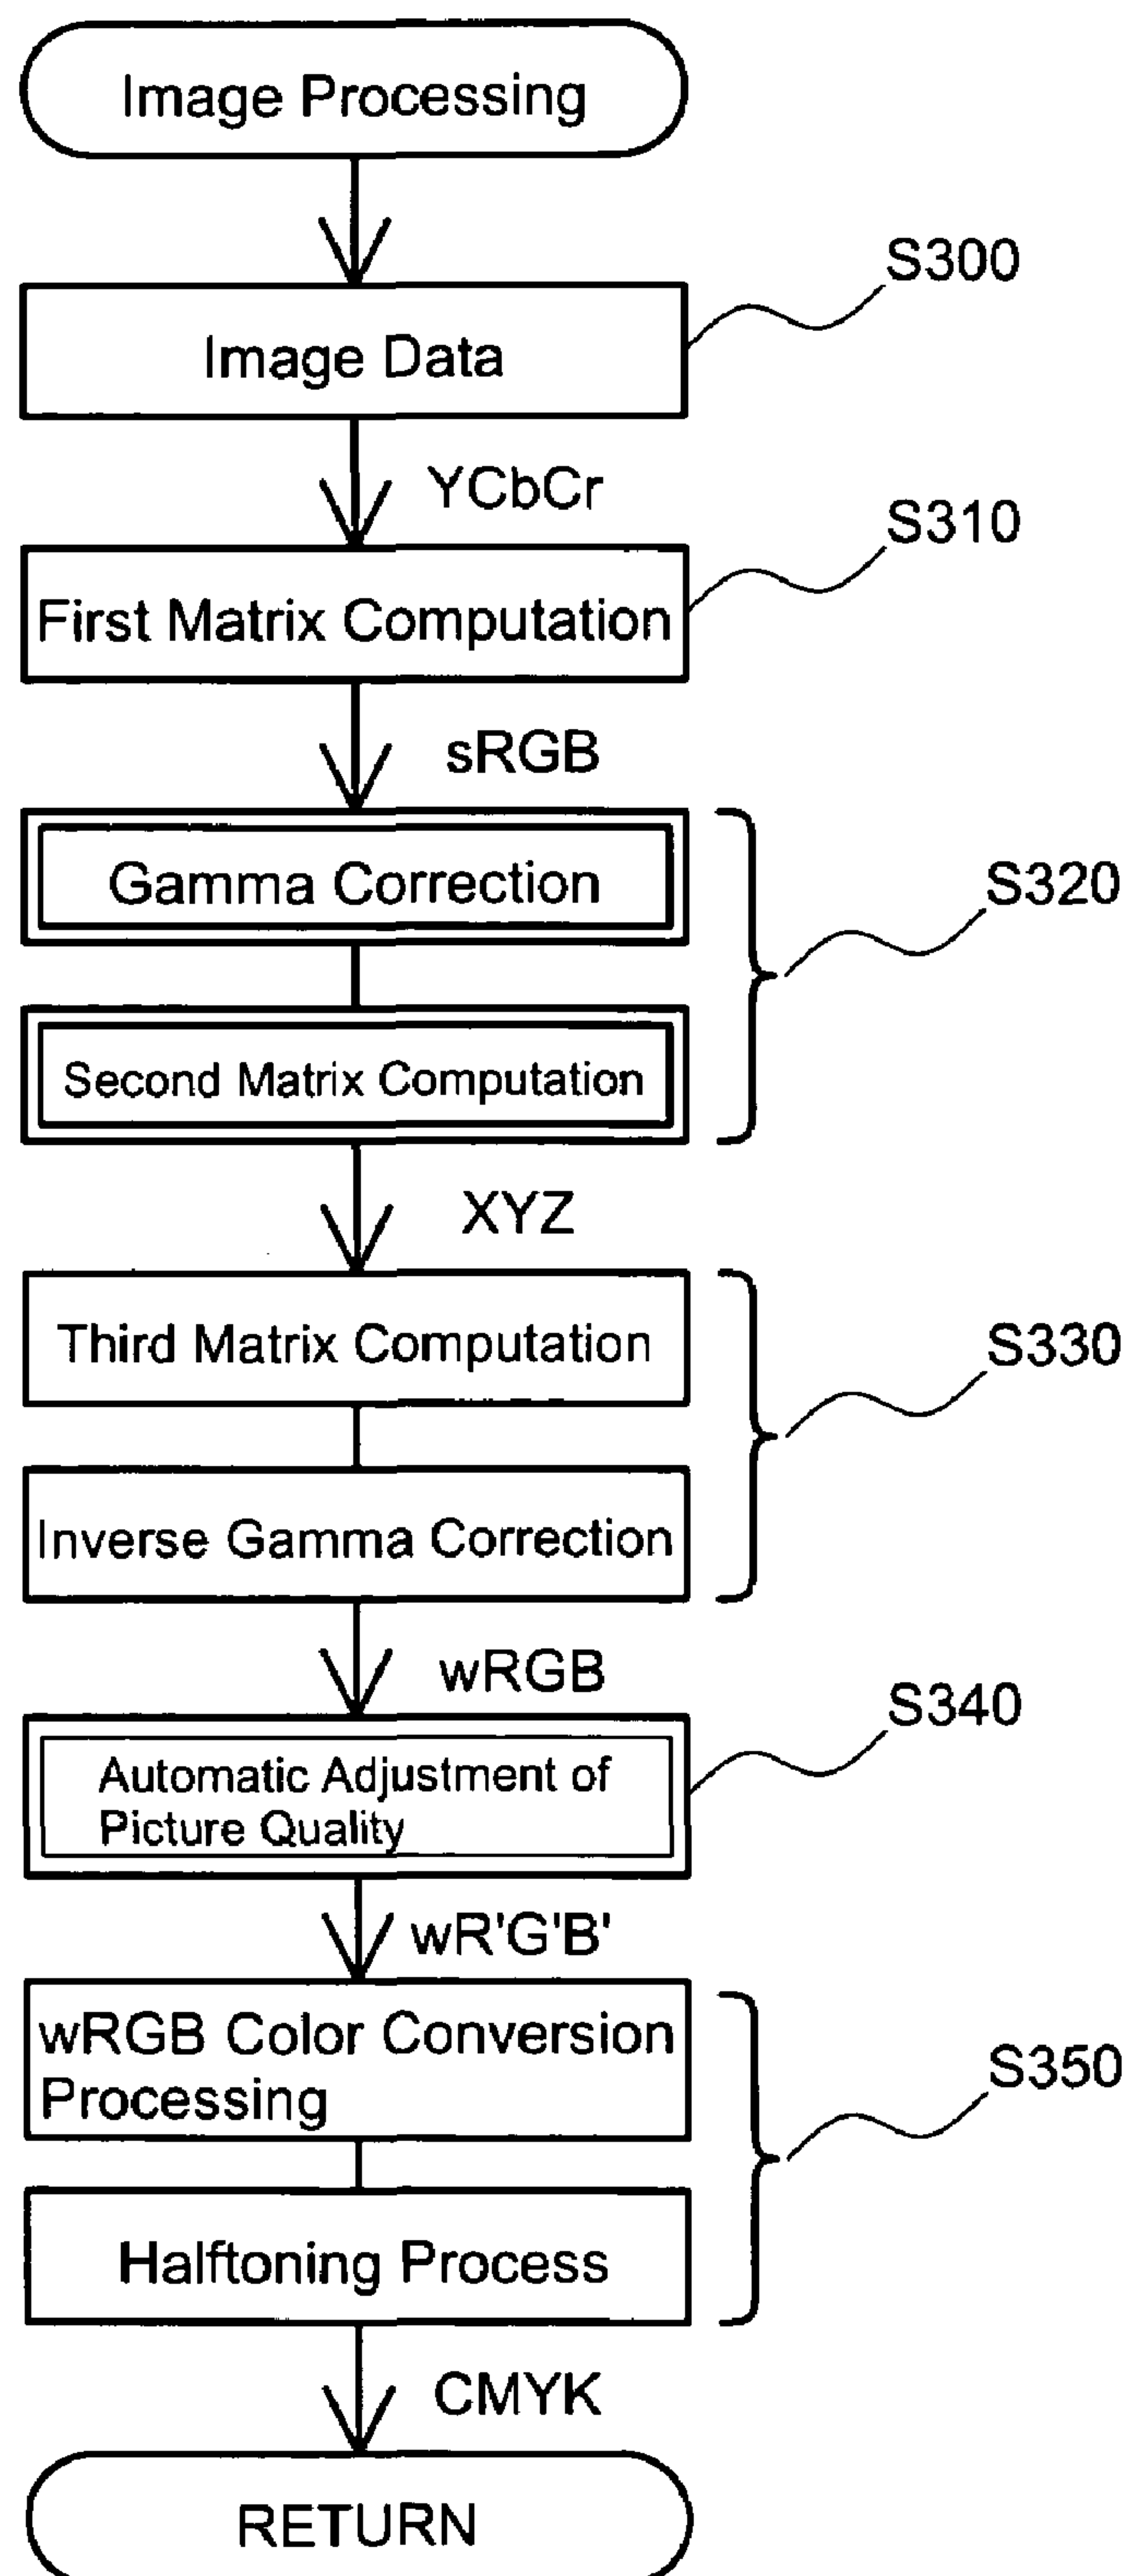 Image Processing
S300
Image Data
YCbCr
S310
First Matrix Computation
sRGB
Gamma Correction
S320
Second Matrix Computation
XYZ
Third Matrix Computation
S330
Inverse Gamma Correction
wRGB
S340
Automatic Adjustment of
Picture Quality
wR'G'B'
wRGB Color Conversion
Processing
S350
Halftoning Process
CMYK
RETURN